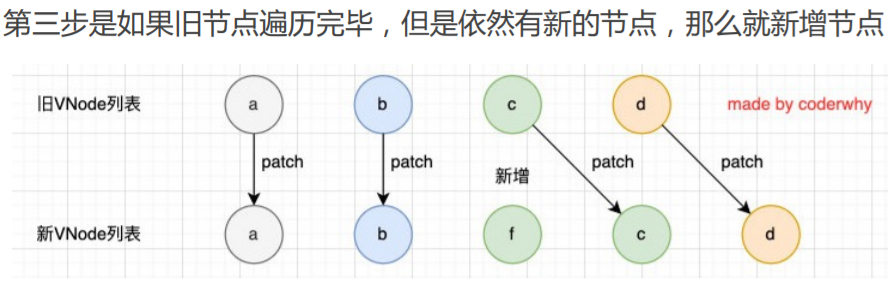 第三步是如果旧节点遍历完毕，但是依然有新的节点，那么就新增节点
旧VNode列表 a b c d made by coderwhy
patch patch 新增 patch patch
新VNode列表 a b f c d